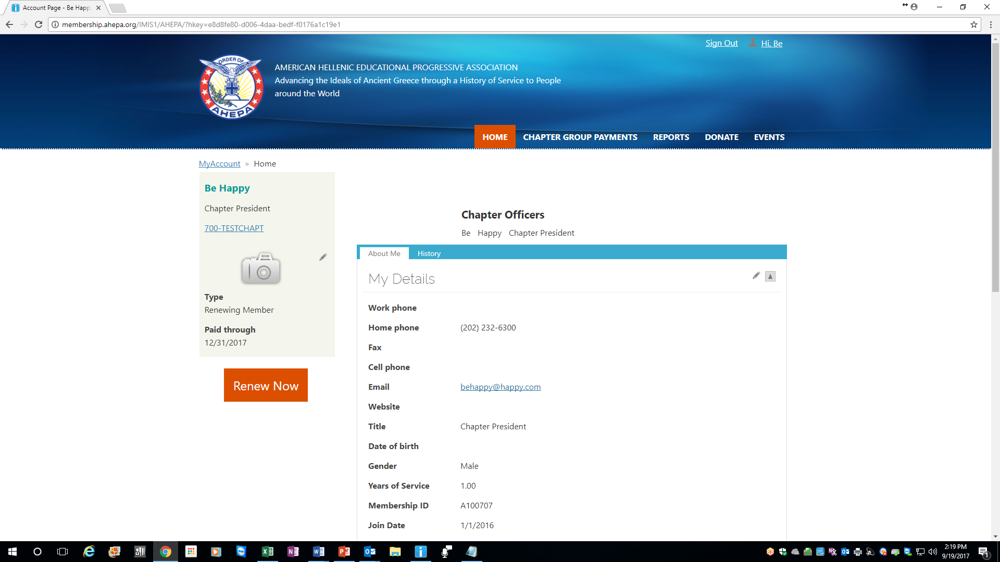 Account Page - Be Happ
membership.ahepa.org/IMIS1/AHEPA/?hkey=e8d8fe80-d006-4daa-bedf-f0176a1c19e1
Sign Out Hi, Be
ORDER OF
AHEPA
AMERICAN HELLENIC EDUCATIONAL PROGRESSIVE ASSOCIATION
Advancing the Ideals of Ancient Greece through a History of Service to People
around the World
HOME CHAPTER GROUP PAYMENTS REPORTS DONATE EVENTS
MyAccount » Home
Be Happy
Chapter President
700-TESTCHAPT
Type
Renewing Member
Paid through
12/31/2017
Renew Now
Chapter Officers
Be Happy Chapter President
About Me History
My Details
Work phone
Home phone (202) 232-6300
Fax
Cell phone
Email behappy@happy.com
Website
Title Chapter President
Date of birth
Gender Male
Years of Service 1.00
Membership ID A100707
Join Date 1/1/2016
2:19 PM
9/19/2017
1